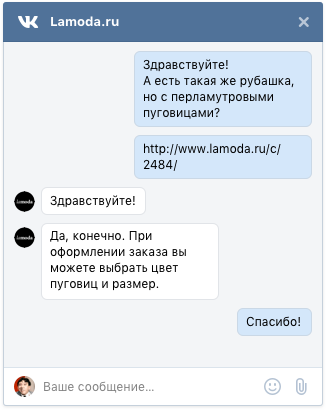 Lamoda.ru
Здравствуйте!
А есть такая же рубашка,
но с перламутровыми
пуговицами?
http://www.lamoda.ru/c/
2484/
lamoda.
Здравствуйте!
lamoda.
Да, конечно. При
оформлении заказа вы
можете выбрать цвет
пуговиц и размер.
Спасибо!
Ваше сообщение...